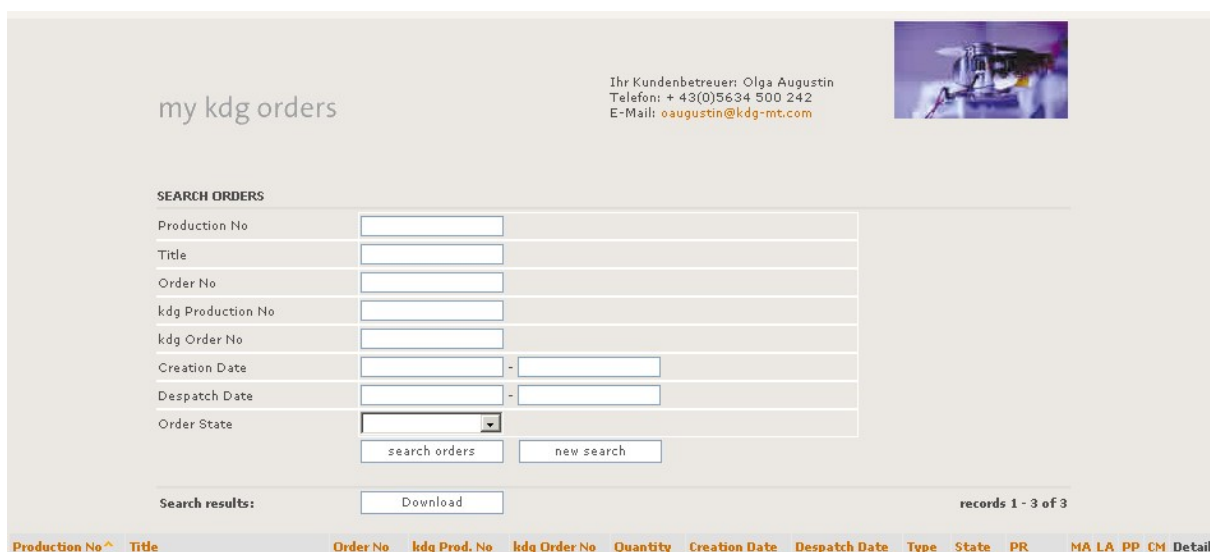 my kdg orders
Ihr Kundenbetreuer: Olga Augustin
Telefon: + 43(0)5634 500 242
E-Mail: oaugustin@kdg-mt.com
SEARCH ORDERS
Production No
Title
Order No
kdg Production No
kdg Order No
Creation Date -
Despatch Date -
Order State
search orders new search
Search results: Download records 1 - 3 of 3
Production No^ Title Order No kdg Prod. No kdg Order No Quantity Creation Date Despatch Date Type State PR MA LA PP CM Detail